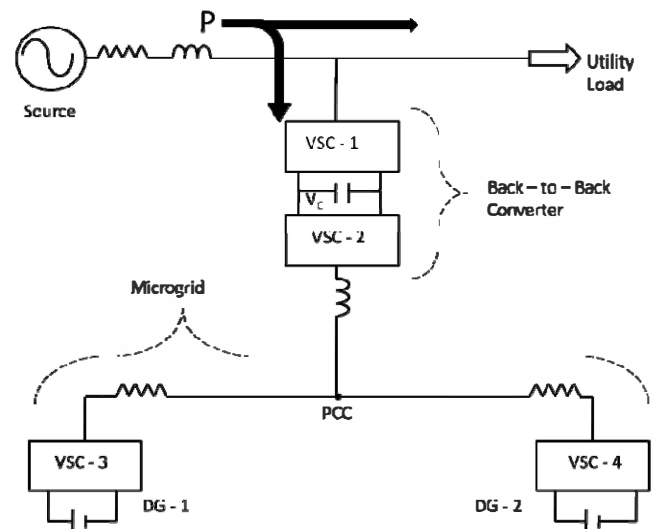 P
Source
Utility
Load
VSC - 1
Vc
VSC - 2
Back – to – Back
Converter
Microgrid
PCC
VSC - 3
VSC - 4
DG - 1
DG - 2